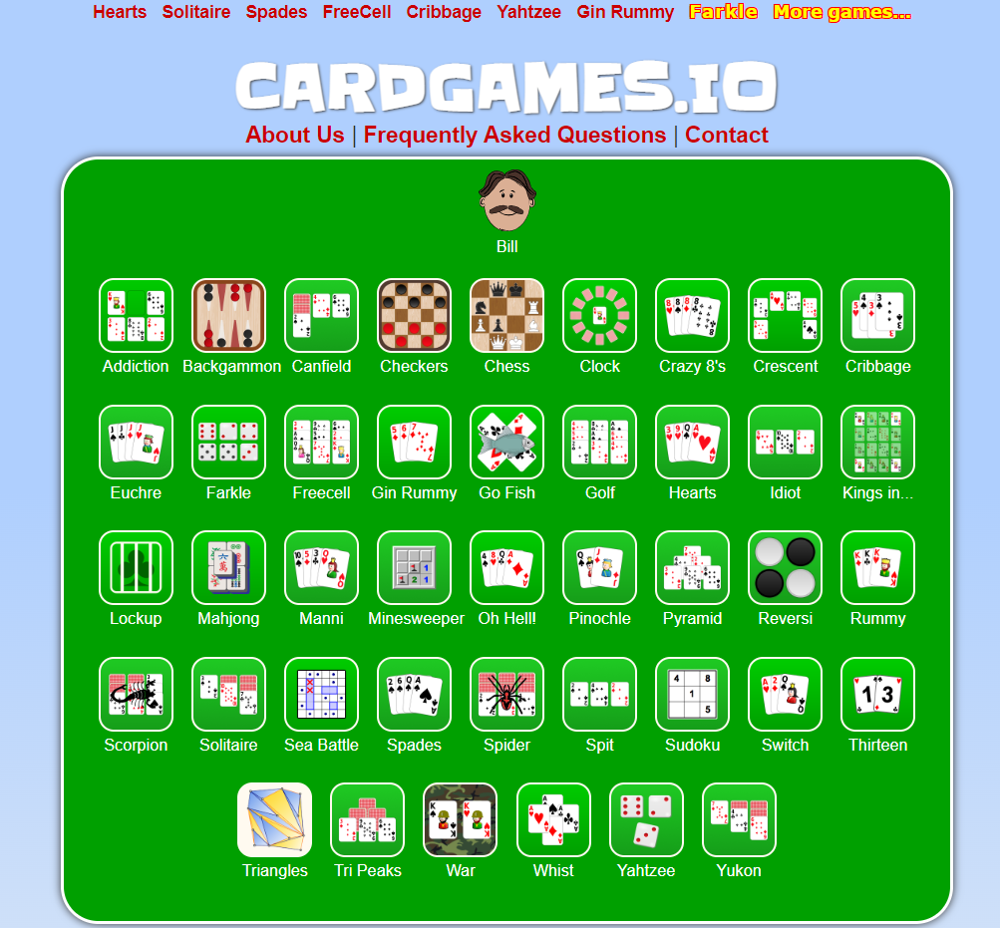 Hearts Solitaire Spades FreeCell Cribbage Yahtzee Gin Rummy Farkle More games...
CARDGAMES.IO
About Us | Frequently Asked Questions | Contact
Bill
Addiction Backgammon Canfield Checkers Chess Clock Crazy 8's Crescent Cribbage
Euchre Farkle Freecell Gin Rummy Go Fish Golf Hearts Idiot Kings in...
Lockup Mahjong Manni Minesweeper Oh Hell! Pinochle Pyramid Reversi Rummy
Scorpion Solitaire Sea Battle Spades Spider Spit Sudoku Switch Thirteen
Triangles Tri Peaks War Whist Yahtzee Yukon